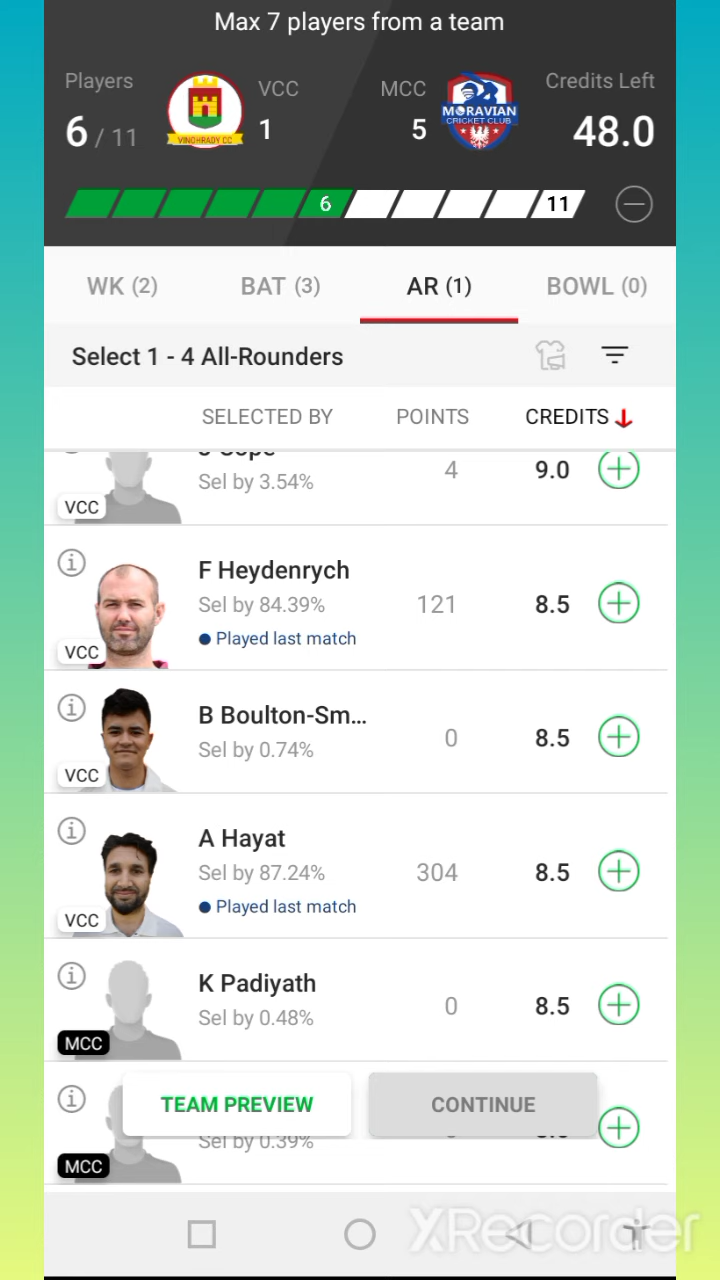 Max 7 players from a team
Players
VCC
MCC
Credits Left
6 / 11
1
5
48.0
VINOHRADY CC
MORAVIAN
CRICKET CLUB
6
11
WK (2)
BAT (3)
AR (1)
BOWL (0)
Select 1 - 4 All-Rounders
SELECTED BY
POINTS
CREDITS
Sel by 3.54%
4
9.0
VCC
F Heydenrych
Sel by 84.39%
121
8.5
Played last match
VCC
B Boulton-Sm...
Sel by 0.74%
0
8.5
VCC
A Hayat
Sel by 87.24%
304
8.5
Played last match
VCC
K Padiyath
Sel by 0.48%
0
8.5
MCC
TEAM PREVIEW
CONTINUE
Sel by 0.39%
MCC
XRecorder